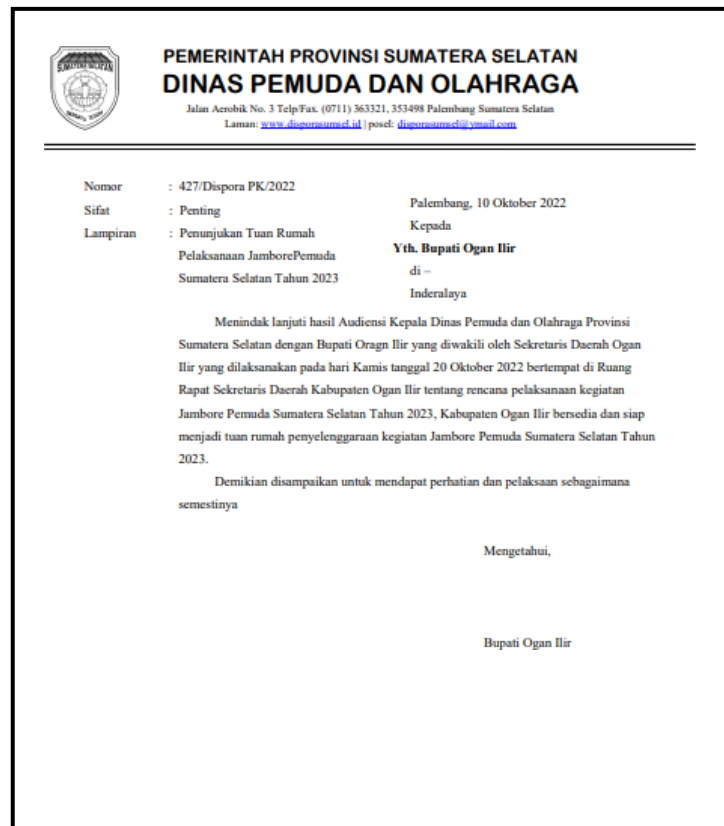 PEMERINTAH PROVINSI SUMATERA SELATAN
DINAS PEMUDA DAN OLAHRAGA
Jalan Aerobik No. 3 Telp/Fax. (0711) 363321, 353498 Palembang Sumatera Selatan
Laman: www.disporasumsel.id | posel: disporasumsel@ymail.com
Nomor : 427/Dispora PK/2022
Sifat : Penting
Lampiran : Penunjukan Tuan Rumah
Pelaksanaan JamborePemuda
Sumatera Selatan Tahun 2023
Palembang, 10 Oktober 2022
Kepada
Yth. Bupati Ogan Ilir
di –
Inderalaya
Menindak lanjuti hasil Audiensi Kepala Dinas Pemuda dan Olahraga Provinsi
Sumatera Selatan dengan Bupati Oragn Ilir yang diwakili oleh Sekretaris Daerah Ogan
Ilir yang dilaksanakan pada hari Kamis tanggal 20 Oktober 2022 bertempat di Ruang
Rapat Sekretaris Daerah Kabupaten Ogan Ilir tentang rencana pelaksanaan kegiatan
Jambore Pemuda Sumatera Selatan Tahun 2023, Kabupaten Ogan Ilir bersedia dan siap
menjadi tuan rumah penyelenggaraan kegiatan Jambore Pemuda Sumatera Selatan Tahun
2023.
Demikian disampaikan untuk mendapat perhatian dan pelaksaan sebagaimana
semestinya
Mengetahui,
Bupati Ogan Ilir